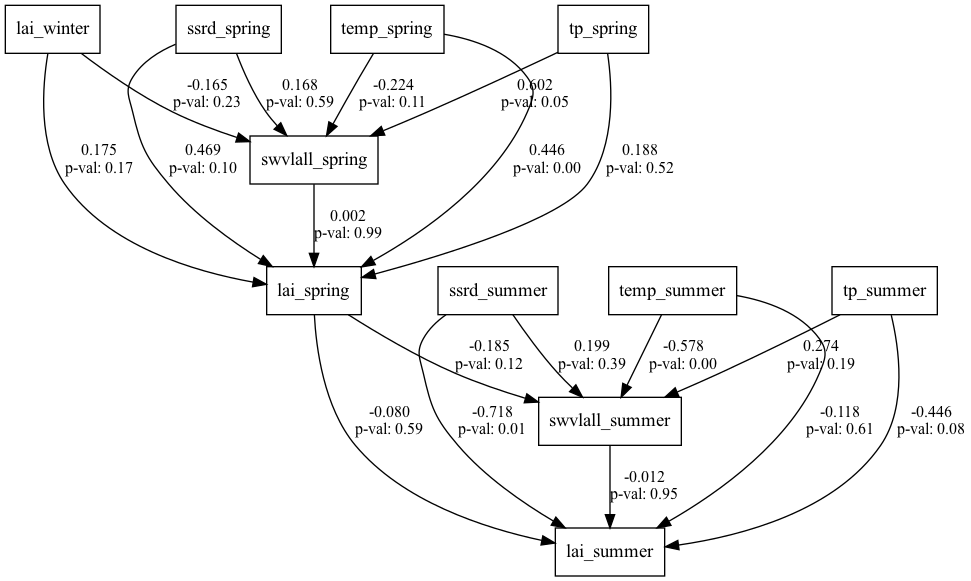 lai_winter
ssrd_spring
temp_spring
tp_spring
-0.165
p-val: 0.23
0.168
p-val: 0.59
-0.224
p-val: 0.11
0.602
p-val: 0.05
swvlall_spring
0.175
p-val: 0.17
0.469
p-val: 0.10
0.446
p-val: 0.00
0.188
p-val: 0.52
0.002
p-val: 0.99
lai_spring
ssrd_summer
temp_summer
tp_summer
-0.185
p-val: 0.12
0.199
p-val: 0.39
-0.578
p-val: 0.00
0.274
p-val: 0.19
swvlall_summer
-0.080
p-val: 0.59
-0.718
p-val: 0.01
-0.118
p-val: 0.61
-0.446
p-val: 0.08
-0.012
p-val: 0.95
lai_summer